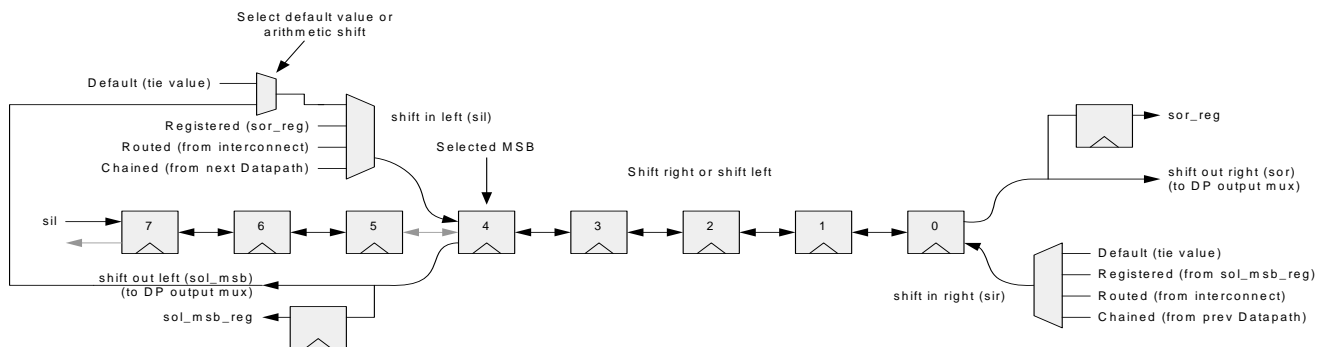 Select default value or
arithmetic shift
Default (tie value)
Registered (sor_reg)
Routed (from interconnect)
Chained (from next Datapath)
shift in left (sil)
Selected MSB
Shift right or shift left
sor_reg
shift out right (sor)
(to DP output mux)
sil
7
6
5
4
3
2
1
0
shift out left (sol_msb)
(to DP output mux)
sol_msb_reg
shift in right (sir)
Default (tie value)
Registered (from sol_msb_reg)
Routed (from interconnect)
Chained (from prev Datapath)